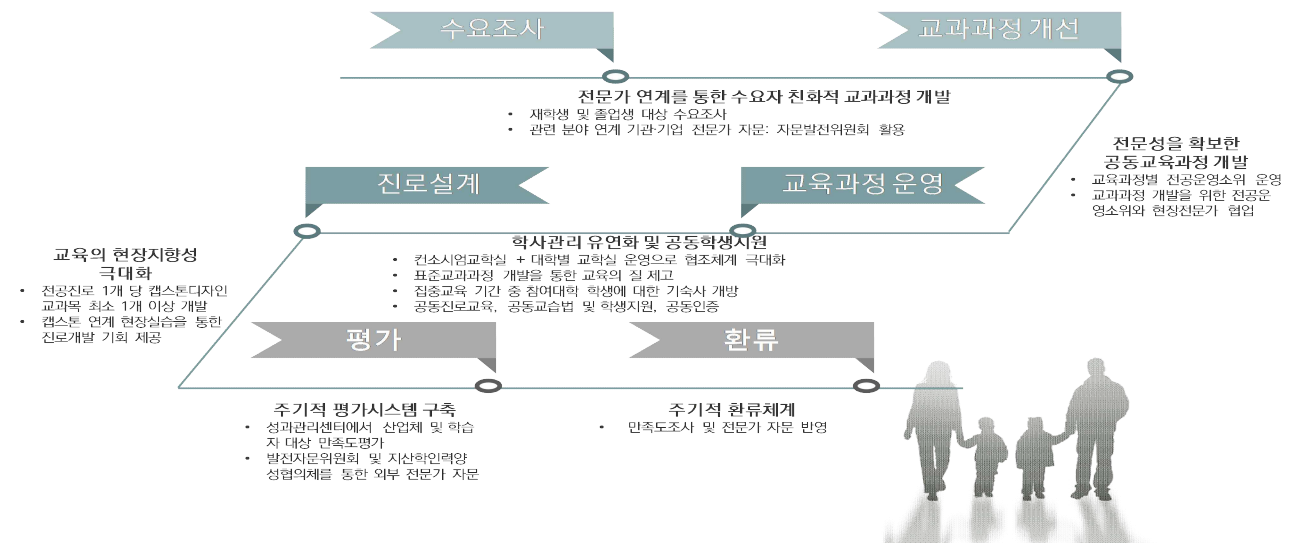 수요조사
교과과정 개선
전문가 연계를 통한 수요자 친화적 교과과정 개발
• 재학생 및 졸업생 대상 수요조사
• 관련 분야 연계 기관·기업 전문가 자문: 자문발전위원회 활용
전문성을 확보한
공동교육과정 개발
• 교육과정별 전공운영소위 운영
• 교과과정 개발을 위한 전공운
영소위와 현장전문가 협업
진로설계
교육과정 운영
학사관리 유연화 및 공동학생지원
• 컨소시엄교학실 + 대학별 교학실 운영으로 협조체계 극대화
• 표준교과과정 개발을 통한 교육의 질 제고
• 집중교육 기간 중 참여대학 학생에 대한 기숙사 개방
• 공동진로교육, 공동교습법 및 학생지원, 공동인증
교육의 현장지향성
극대화
• 전공진로 1개 당 캡스톤디자인
교과목 최소 1개 이상 개발
• 캡스톤 연계 현장실습을 통한
진로개발 기회 제공
평가
환류
주기적 평가시스템 구축
• 성과관리센터에서 산업체 및 학습
자 대상 만족도평가
• 발전자문위원회 및 지산학인력양
성협의체를 통한 외부 전문가 자문
주기적 환류체계
• 만족도조사 및 전문가 자문 반영